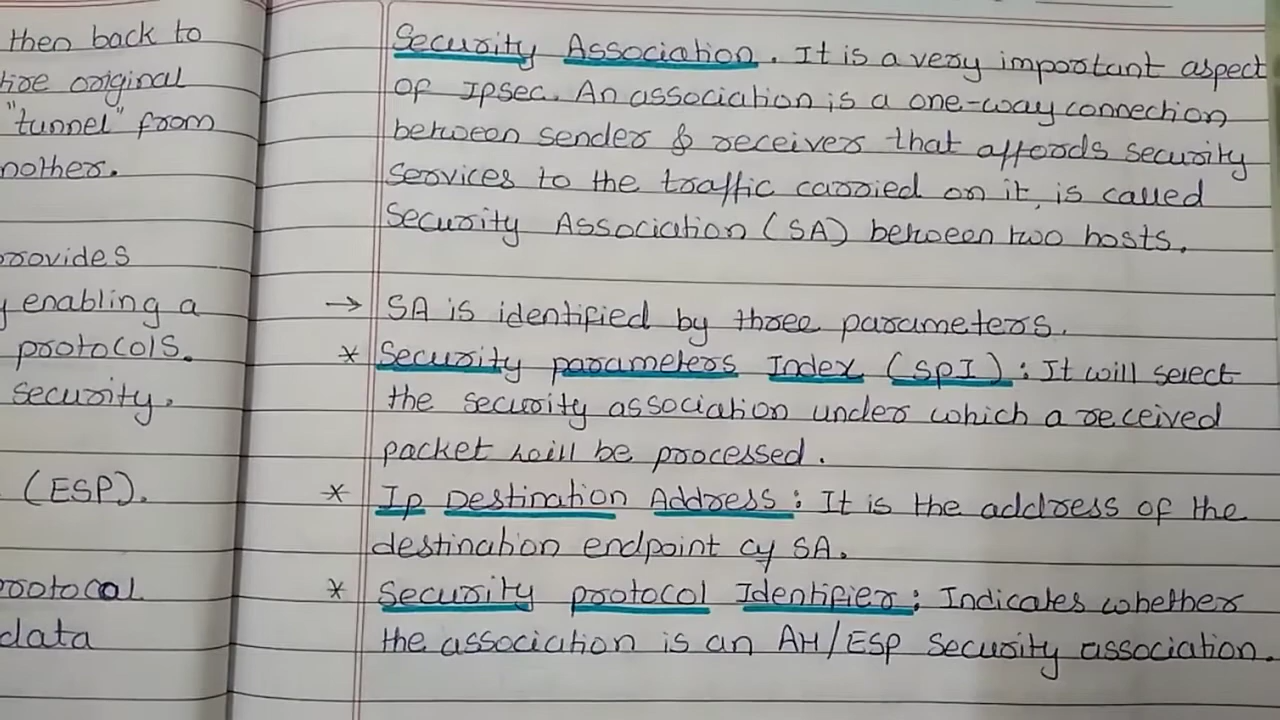 then back to
original
"tunnel" from
nother.
rovides
enabling a
protocols.
security.
(ESP).
rotocol
data
Security Association. It is a very important aspect
of Ipsec. An association is a one-way connection
between sender & receivers that affords security
services to the traffic carried on it, is called
Security Association (SA) between two hosts.
→ SA is identified by three parameters.
* Security parameters Index (SPI): It will select
the security association under which a received
packet will be processed.
* Ip Destination Address: It is the address of the
destination endpoint of SA.
* Security protocol Identifier: Indicates whether
the association is an AH/ESP security association.